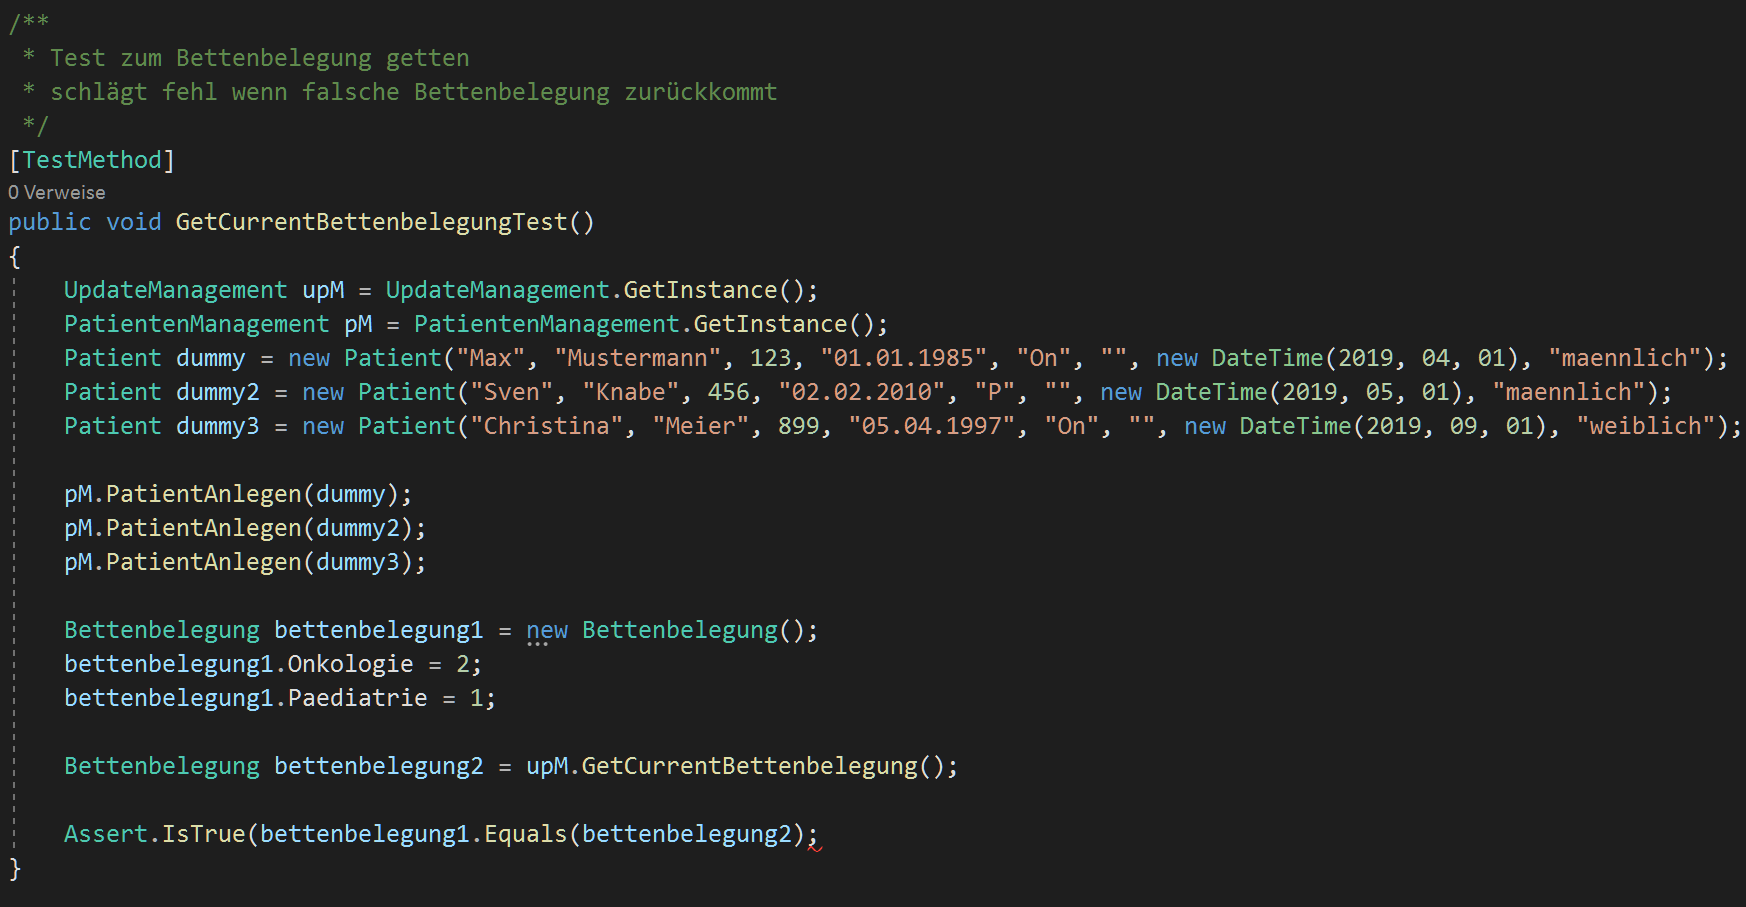 /**
 * Test zum Bettenbelegung getten
 * schlägt fehl wenn falsche Bettenbelegung zurückkommt
 */
[TestMethod]
0 Verweise
public void GetCurrentBettenbelegungTest()
{
    UpdateManagement upM = UpdateManagement.GetInstance();
    PatientenManagement pM = PatientenManagement.GetInstance();
    Patient dummy = new Patient("Max", "Mustermann", 123, "01.01.1985", "On", "", new DateTime(2019, 04, 01), "maennlich");
    Patient dummy2 = new Patient("Sven", "Knabe", 456, "02.02.2010", "P", "", new DateTime(2019, 05, 01), "maennlich");
    Patient dummy3 = new Patient("Christina", "Meier", 899, "05.04.1997", "On", "", new DateTime(2019, 09, 01), "weiblich");
    pM.PatientAnlegen(dummy);
    pM.PatientAnlegen(dummy2);
    pM.PatientAnlegen(dummy3);
    Bettenbelegung bettenbelegung1 = new Bettenbelegung();
    bettenbelegung1.Onkologie = 2;
    bettenbelegung1.Paediatrie = 1;
    Bettenbelegung bettenbelegung2 = upM.GetCurrentBettenbelegung();
    Assert.IsTrue(bettenbelegung1.Equals(bettenbelegung2);
}